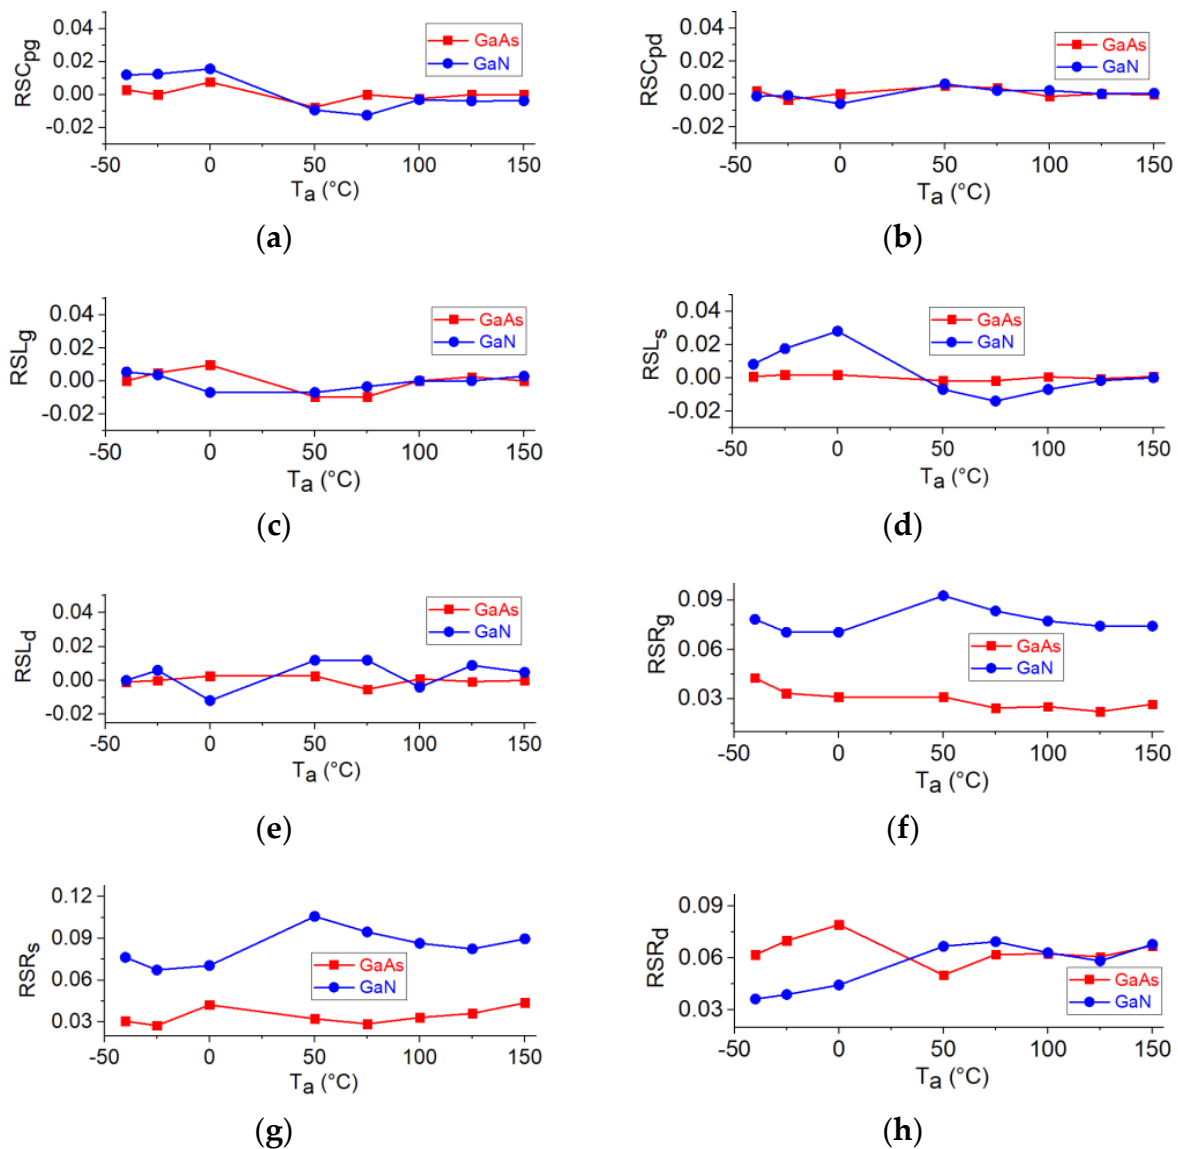 0.04
0.02
0.00
-0.02
RSCpg
GaAs
GaN
-50 0 50 100 150
Ta (°C)
(a)
0.04
0.02
0.00
-0.02
RSCpd
GaAs
GaN
-50 0 50 100 150
Ta (°C)
(b)
0.04
0.02
0.00
-0.02
RSLg
GaAs
GaN
-50 0 50 100 150
Ta (°C)
(c)
0.04
0.02
0.00
-0.02
RSLs
GaAs
GaN
-50 0 50 100 150
Ta (°C)
(d)
0.04
0.02
0.00
-0.02
RSLd
GaAs
GaN
-50 0 50 100 150
Ta (°C)
(e)
0.09
0.06
0.03
RSRg
GaAs
GaN
-50 0 50 100 150
Ta (°C)
(f)
0.12
0.09
0.06
0.03
RSRs
GaAs
GaN
-50 0 50 100 150
Ta (°C)
(g)
0.09
0.06
0.03
RSRd
GaAs
GaN
-50 0 50 100 150
Ta (°C)
(h)